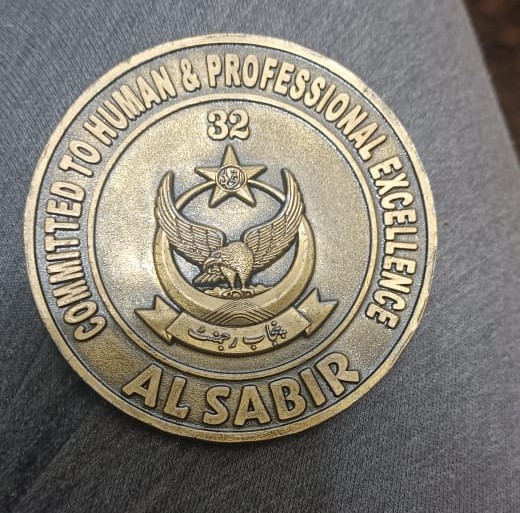 COMMITTED TO HUMAN & PROFESSIONAL EXCELLENCE
32
پنجاب رجمنٹ
AL SABIR